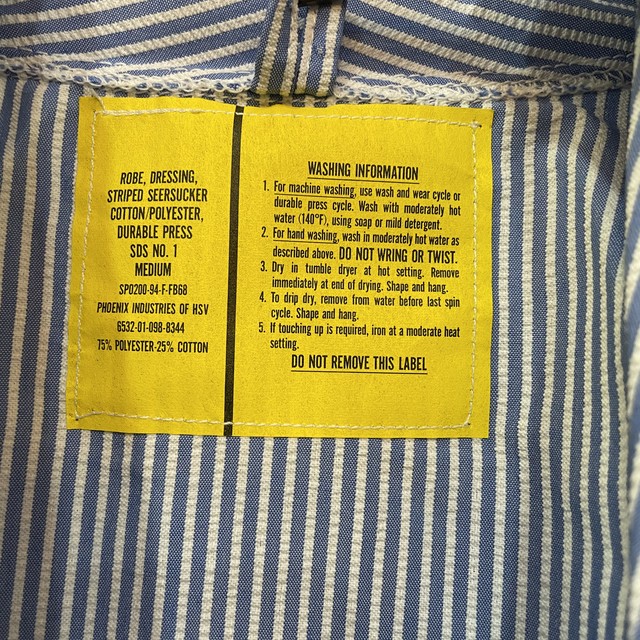 ROBE, DRESSING,
STRIPED SEERSUCKER
COTTON/POLYESTER,
DURABLE PRESS
SDS NO. 1
MEDIUM
SPO200-94-F-FB68
PHOENIX INDUSTRIES OF HSV
6532-01-098-8344
75% POLYESTER-25% COTTON
WASHING INFORMATION
1. For machine washing, use wash and wear cycle or
durable press cycle. Wash with moderately hot
water (140°F), using soap or mild detergent.
2. For hand washing, wash in moderately hot water as
described above. DO NOT WRING OR TWIST.
3. Dry in tumble dryer at hot setting. Remove
immediately at end of drying. Shape and hang.
4. To drip dry, remove from water before last spin
cycle. Shape and hang.
5. If touching up is required, iron at a moderate heat
setting.
DO NOT REMOVE THIS LABEL